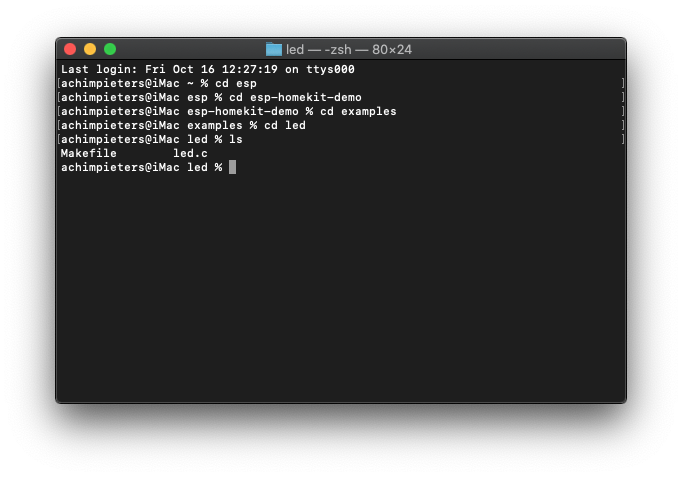 led — -zsh — 80×24
Last login: Fri Oct 16 12:27:19 on ttys000
[achimpieters@iMac ~ % cd esp ]
[achimpieters@iMac esp % cd esp-homekit-demo ]
[achimpieters@iMac esp-homekit-demo % cd examples ]
[achimpieters@iMac examples % cd led ]
[achimpieters@iMac led % ls ]
Makefile led.c
achimpieters@iMac led %